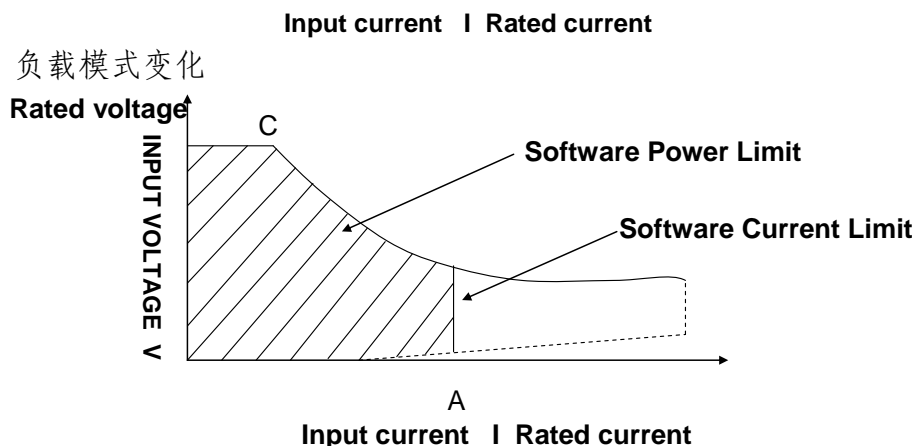 Input current I Rated current
负载模式变化
Rated voltage
C
INPUT VOLTAGE V
Software Power Limit
Software Current Limit
A
Input current I Rated current